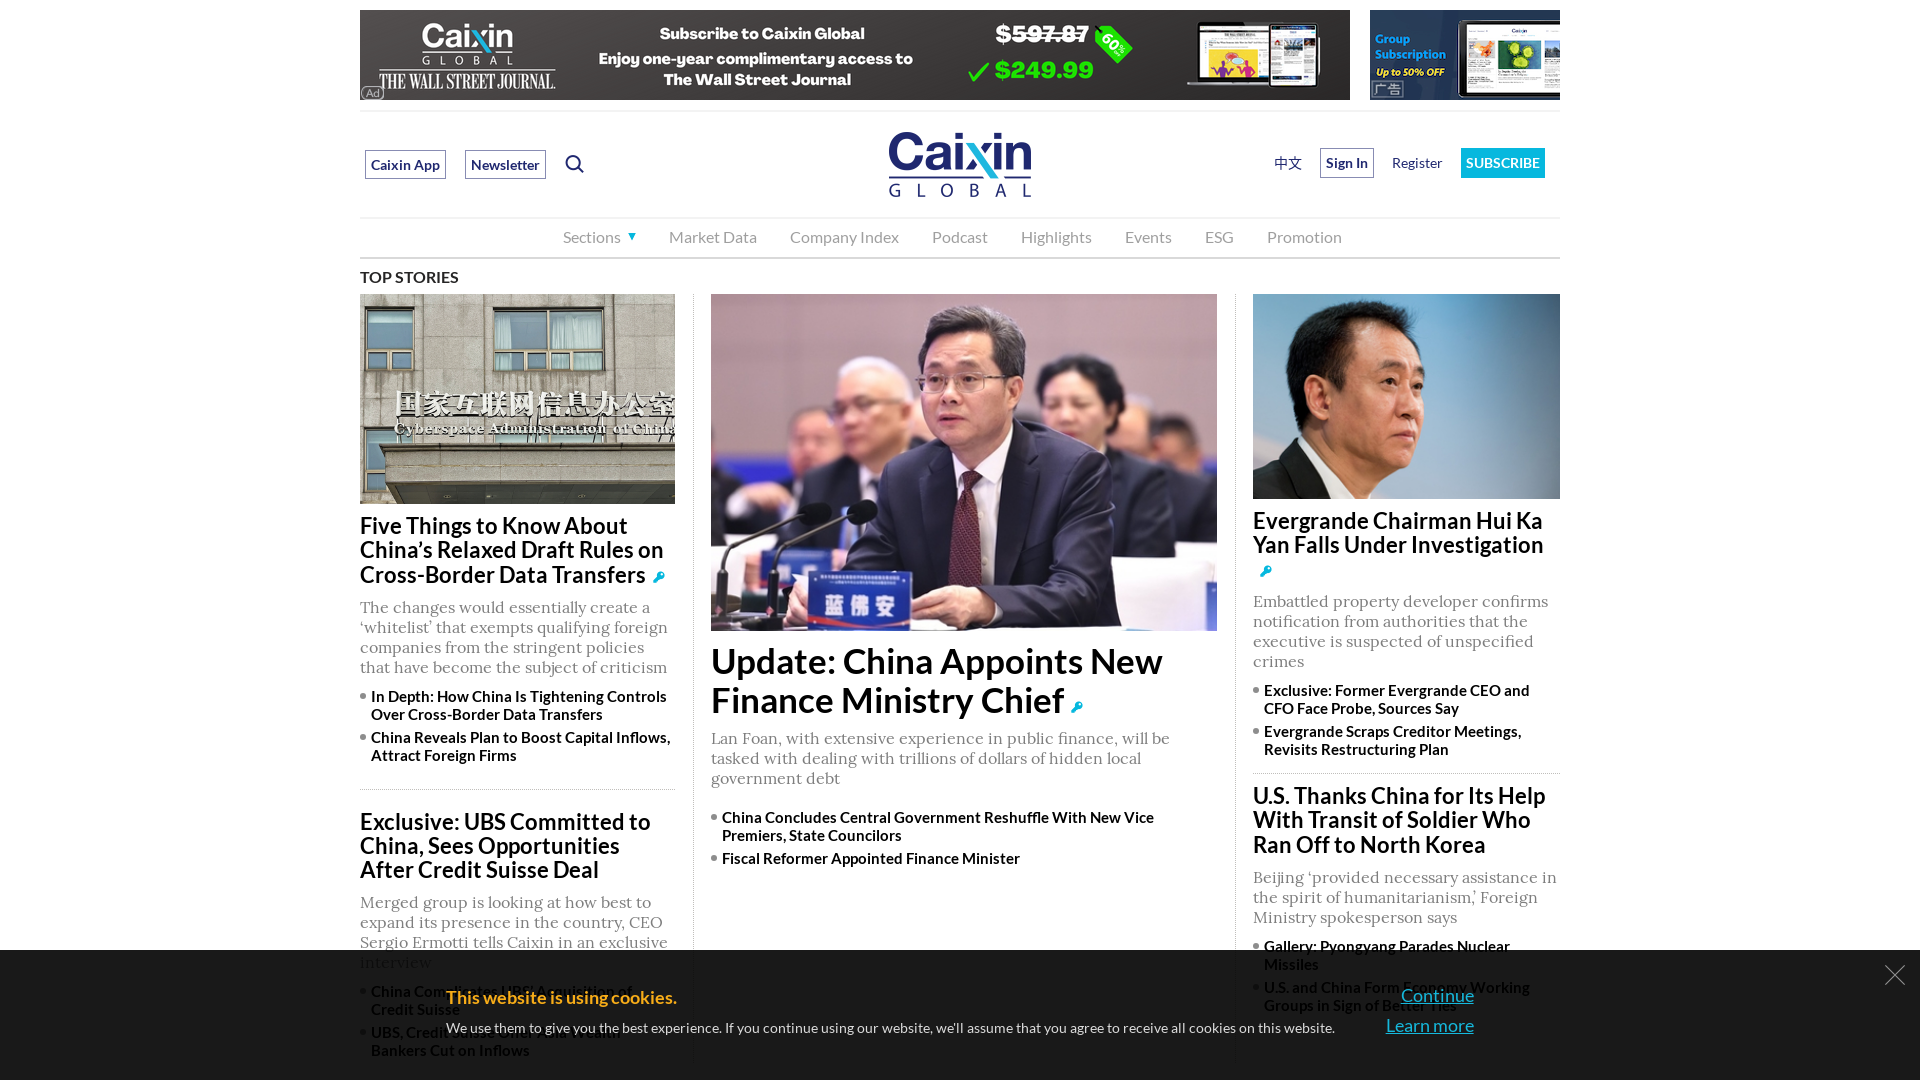 Caixin
GLOBAL
THE WALL STREET JOURNAL.
Ad
Subscribe to Caixin Global
Enjoy one-year complimentary access to
The Wall Street Journal
$597.87
$249.99
60%
Group
Subscription
Up to 50% OFF
广告
Caixin App
Newsletter
Caixin
GLOBAL
中文
Sign In
Register
SUBSCRIBE
Sections ▼
Market Data
Company Index
Podcast
Highlights
Events
ESG
Promotion
TOP STORIES
国家互联网信息办公室
Cyberspace Administration of China
Five Things to Know About
China’s Relaxed Draft Rules on
Cross-Border Data Transfers
The changes would essentially create a
‘whitelist’ that exempts qualifying foreign
companies from the stringent policies
that have become the subject of criticism
In Depth: How China Is Tightening Controls
Over Cross-Border Data Transfers
China Reveals Plan to Boost Capital Inflows,
Attract Foreign Firms
Exclusive: UBS Committed to
China, Sees Opportunities
After Credit Suisse Deal
Merged group is looking at how best to
expand its presence in the country, CEO
Sergio Ermotti tells Caixin in an exclusive
interview
China Complicates UBS’ Acquisition of
Credit Suisse
UBS, Credit Suisse Offer Asia Wealth
Bankers Cut on Inflows
蓝佛安
Update: China Appoints New
Finance Ministry Chief
Lan Foan, with extensive experience in public finance, will be
tasked with dealing with trillions of dollars of hidden local
government debt
China Concludes Central Government Reshuffle With New Vice
Premiers, State Councilors
Fiscal Reformer Appointed Finance Minister
Evergrande Chairman Hui Ka
Yan Falls Under Investigation
Embattled property developer confirms
notification from authorities that the
executive is suspected of unspecified
crimes
Exclusive: Former Evergrande CEO and
CFO Face Probe, Sources Say
Evergrande Scraps Creditor Meetings,
Revisits Restructuring Plan
U.S. Thanks China for Its Help
With Transit of Soldier Who
Ran Off to North Korea
Beijing ‘provided necessary assistance in
the spirit of humanitarianism,’ Foreign
Ministry spokesperson says
Gallery: Pyongyang Parades Nuclear
Missiles
U.S. and China Form Economy Working
Groups in Sign of Better Ties
This website is using cookies.
We use them to give you the best experience. If you continue using our website, we'll assume that you agree to receive all cookies on this website.
Continue
Learn more